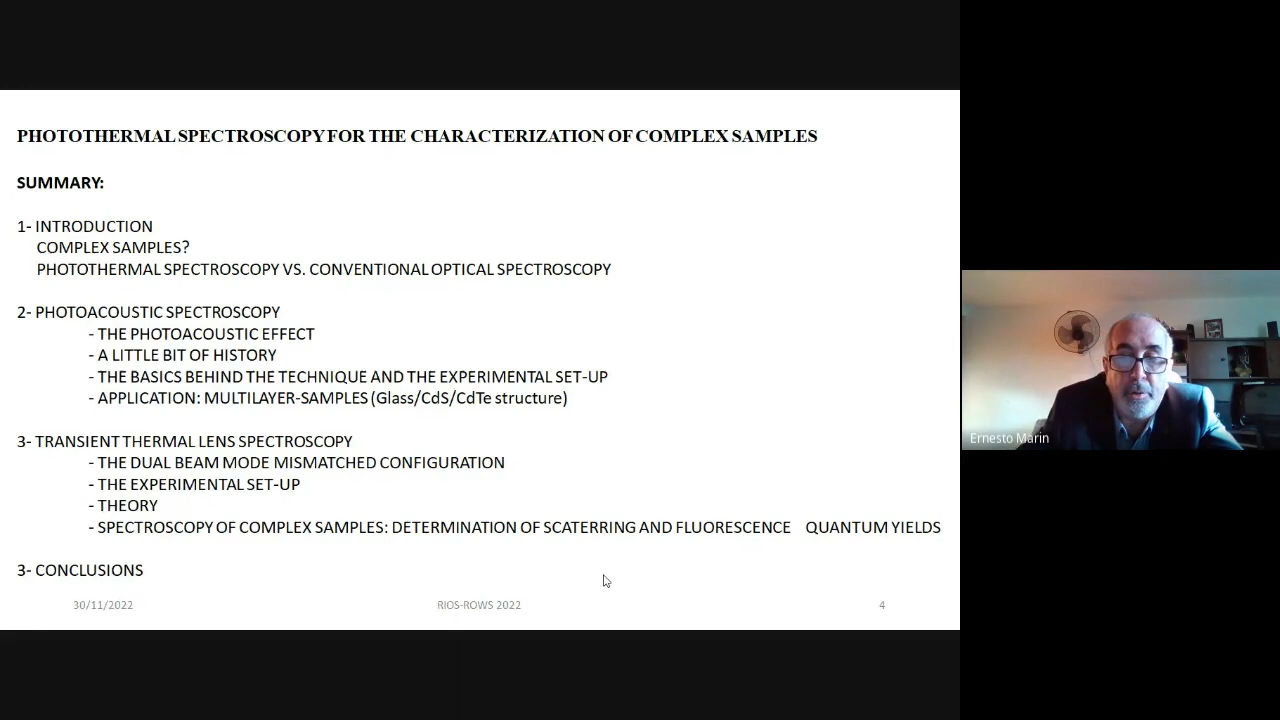 PHOTOTHERMAL SPECTROSCOPY FOR THE CHARACTERIZATION OF COMPLEX SAMPLES
SUMMARY:
1- INTRODUCTION
COMPLEX SAMPLES?
PHOTOTHERMAL SPECTROSCOPY VS. CONVENTIONAL OPTICAL SPECTROSCOPY
2- PHOTOACOUSTIC SPECTROSCOPY
- THE PHOTOACOUSTIC EFFECT
- A LITTLE BIT OF HISTORY
- THE BASICS BEHIND THE TECHNIQUE AND THE EXPERIMENTAL SET-UP
- APPLICATION: MULTILAYER-SAMPLES (Glass/CdS/CdTe structure)
3- TRANSIENT THERMAL LENS SPECTROSCOPY
- THE DUAL BEAM MODE MISMATCHED CONFIGURATION
- THE EXPERIMENTAL SET-UP
- THEORY
- SPECTROSCOPY OF COMPLEX SAMPLES: DETERMINATION OF SCATERRING AND FLUORESCENCE QUANTUM YIELDS
3- CONCLUSIONS
30/11/2022 RIOS-ROWS 2022 4
Ernesto Marin